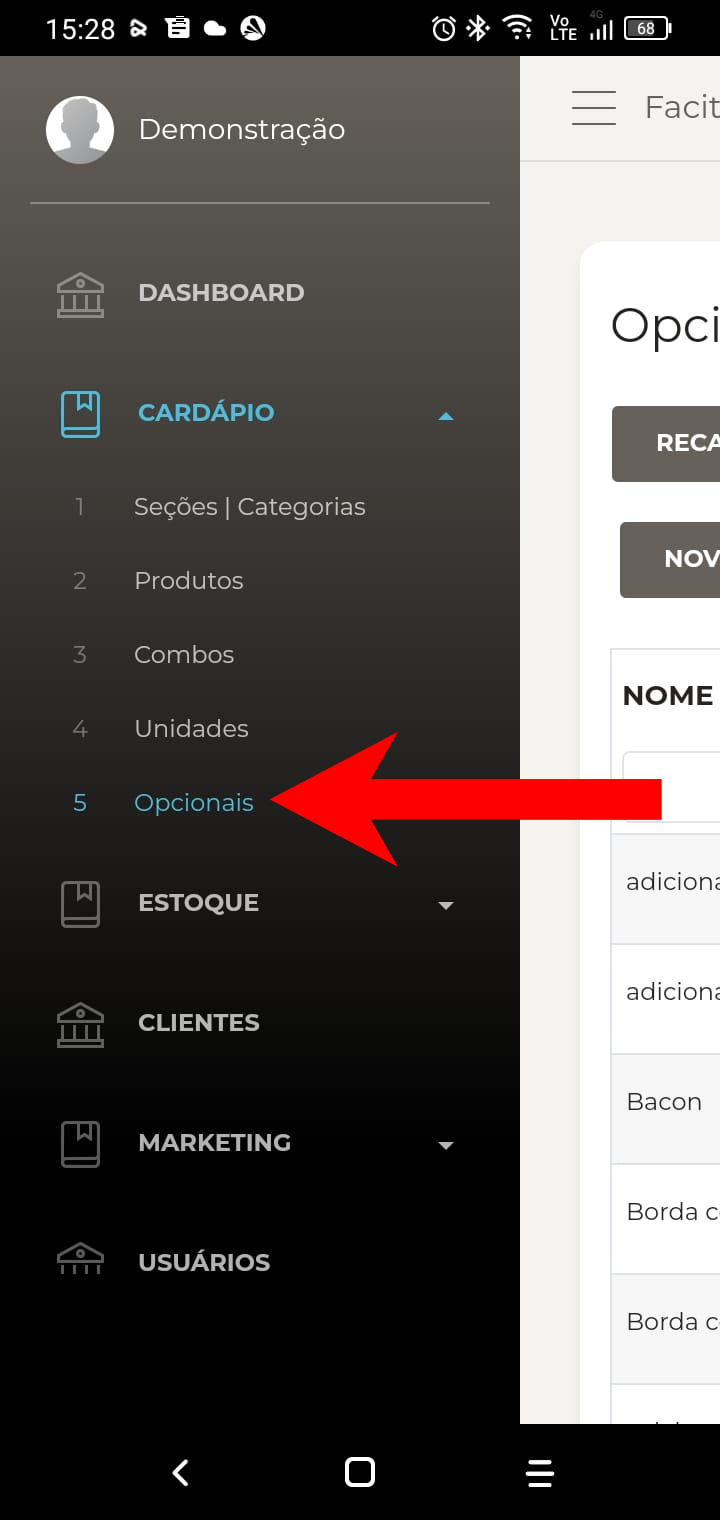 15:28
Vo
LTE
4G
68
Demonstração
Facit
DASHBOARD
Opci
CARDÁPIO
RECA
1 Seções | Categorias
NOV
2 Produtos
3 Combos
NOME
4 Unidades
5 Opcionais
adiciona
ESTOQUE
adiciona
CLIENTES
Bacon
MARKETING
Borda c
USUÁRIOS
Borda c